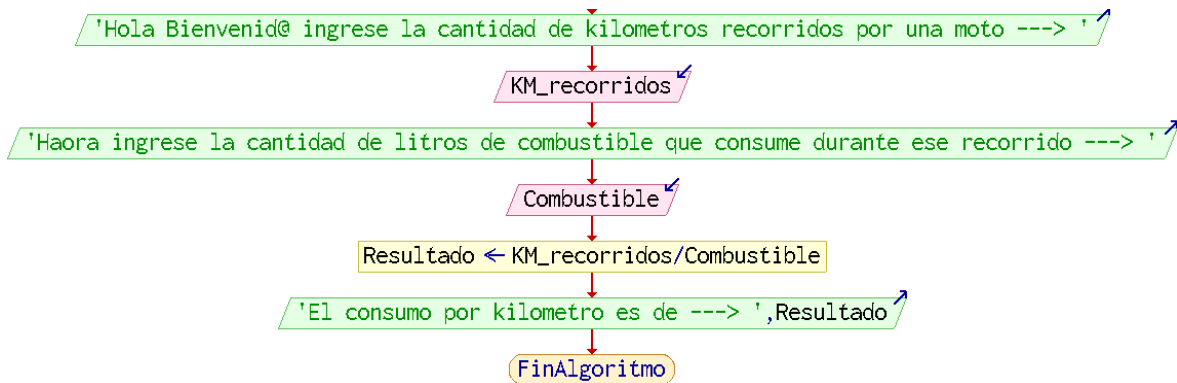 'Hola Bienvenid@ ingrese la cantidad de kilometros recorridos por una moto ---> '
KM_recorridos
'Haora ingrese la cantidad de litros de combustible que consume durante ese recorrido ---> '
Combustible
Resultado ← KM_recorridos/Combustible
'El consumo por kilometro es de ---> ',Resultado
FinAlgoritmo